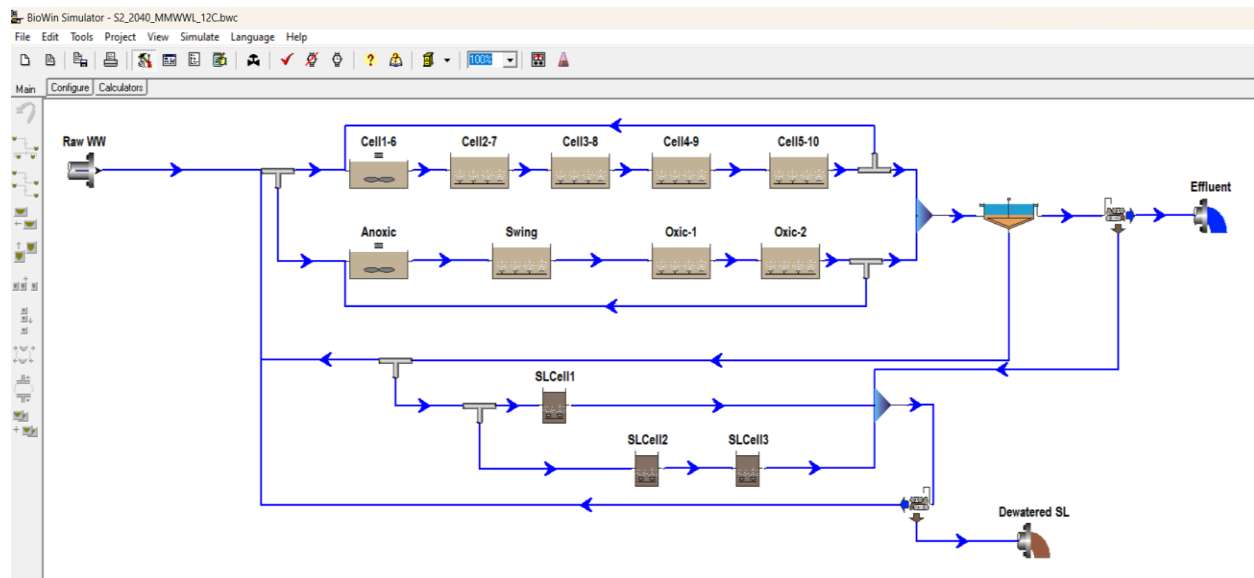 BioWin Simulator - S2_2040_MMWWL_12C.bwc
File Edit Tools Project View Simulate Language Help
100%
Main Configure Calculators
Raw WW
Cell1-6 Cell2-7 Cell3-8 Cell4-9 Cell5-10
Effluent
Anoxic Swing Oxic-1 Oxic-2
SLCell1
SLCell2 SLCell3
Dewatered SL